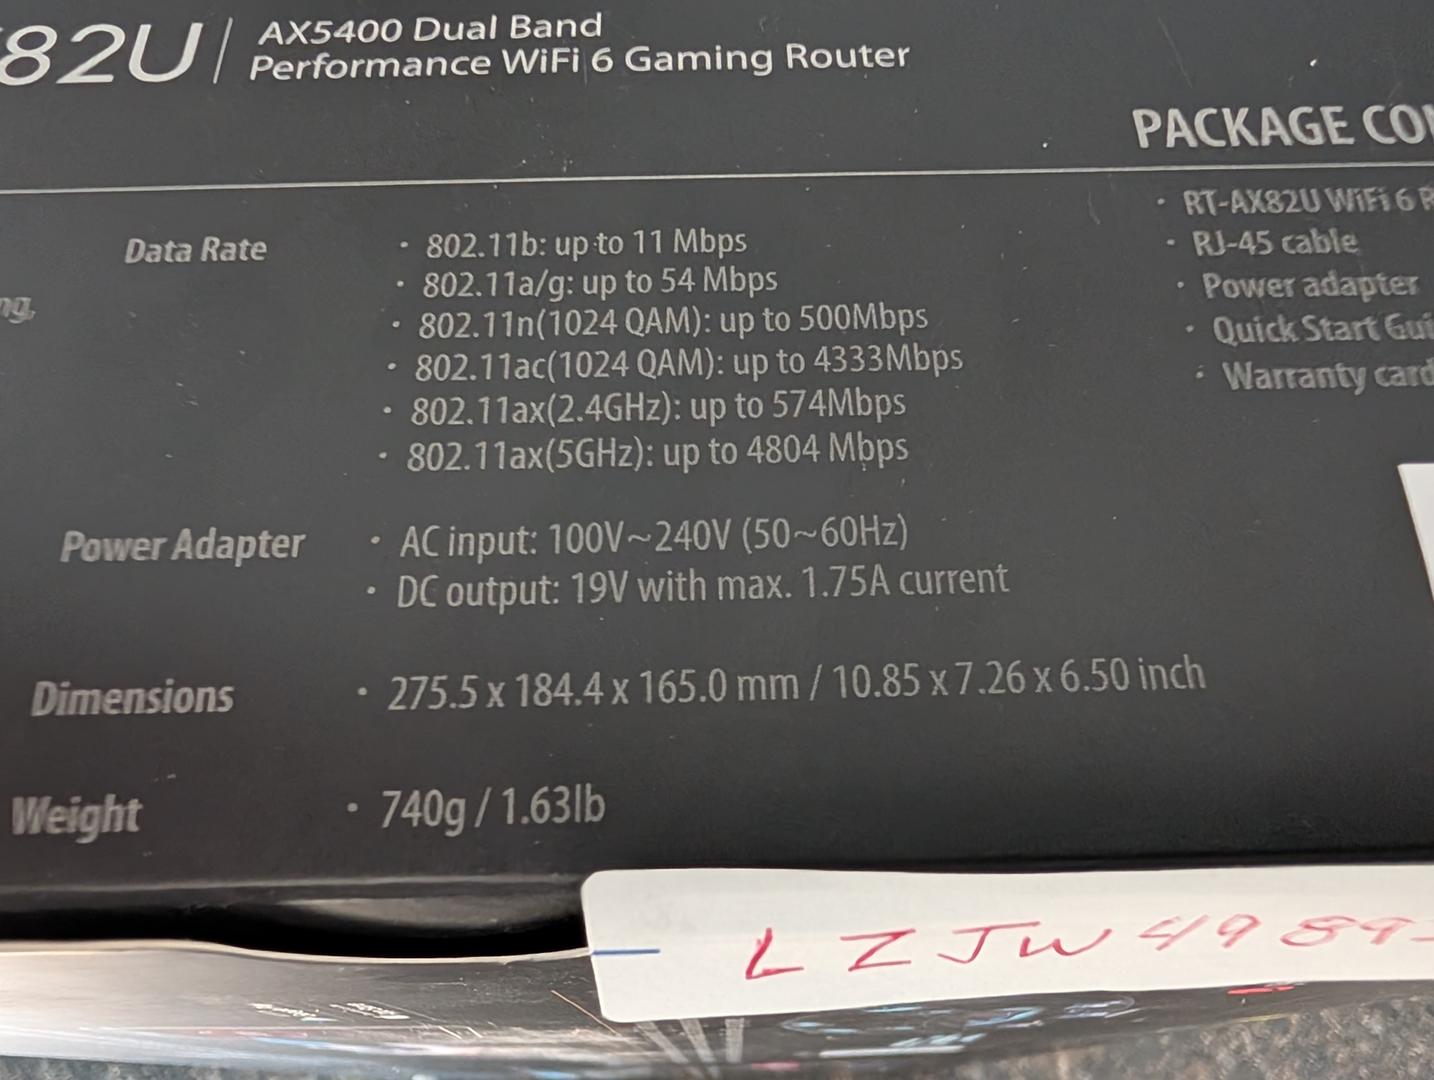 82U | AX5400 Dual Band
Performance WiFi 6 Gaming Router
ng,
Data Rate
· 802.11b: up to 11 Mbps
· 802.11a/g: up to 54 Mbps
· 802.11n(1024 QAM): up to 500Mbps
· 802.11ac(1024 QAM): up to 4333Mbps
· 802.11ax(2.4GHz): up to 574Mbps
· 802.11ax(5GHz): up to 4804 Mbps
Power Adapter
· AC input: 100V~240V (50~60Hz)
· DC output: 19V with max. 1.75A current
Dimensions
· 275.5 x 184.4 x 165.0 mm / 10.85 x 7.26 x 6.50 inch
Weight
· 740g / 1.63lb
PACKAGE CO
· RT-AX82U WiFi 6 R
· RJ-45 cable
· Power adapter
· Quick Start Gui
· Warranty card
LZJW4989